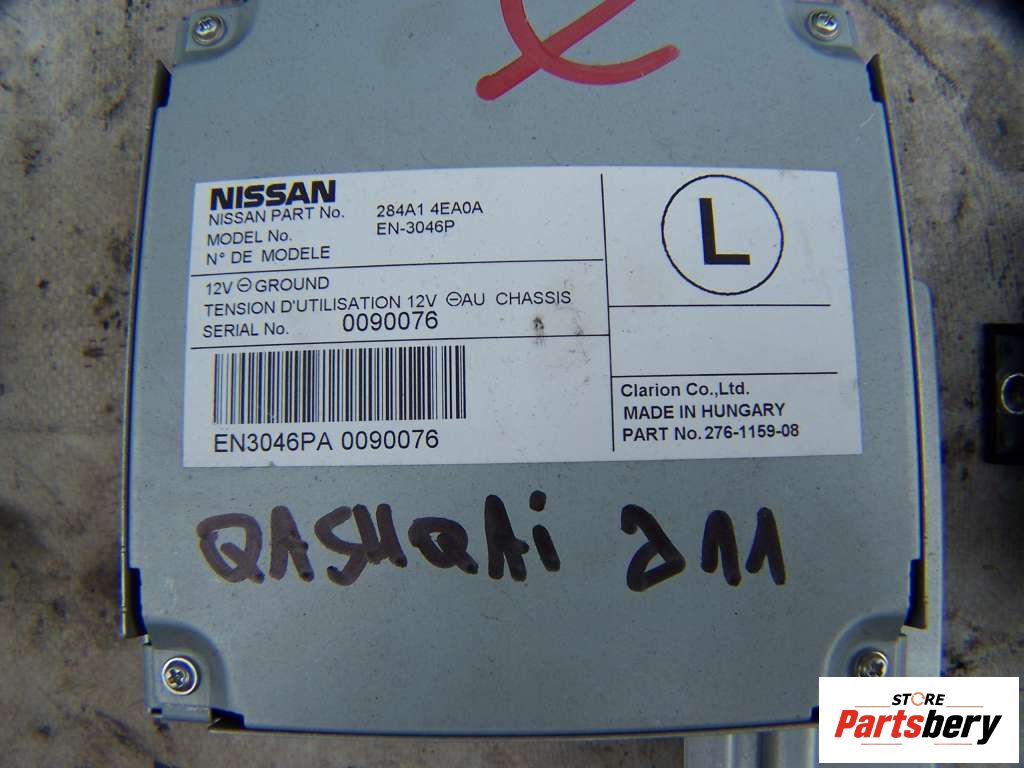 NISSAN
NISSAN PART No. 284A1 4EA0A
MODEL No. EN-3046P
N° DE MODELE
12V ⊖ GROUND
TENSION D'UTILISATION 12V ⊖AU CHASSIS
SERIAL No. 0090076
EN3046PA 0090076
L
Clarion Co.,Ltd.
MADE IN HUNGARY
PART No. 276-1159-08
QASHQAi 211
STORE
Partsbery